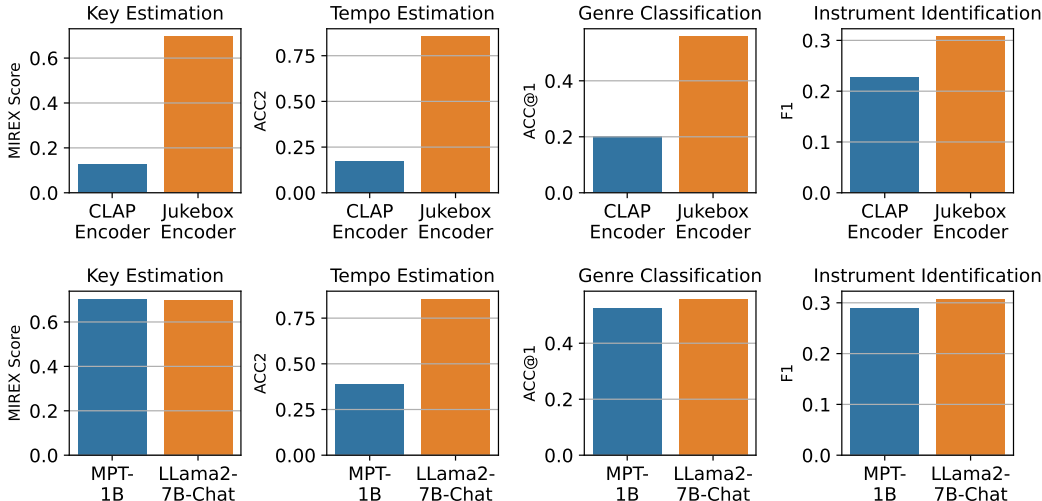 Key Estimation
MIREX Score
0.6
0.4
0.2
0.0
CLAP
Encoder
Jukebox
Encoder
Tempo Estimation
ACC2
0.75
0.50
0.25
0.00
CLAP
Encoder
Jukebox
Encoder
Genre Classification
ACC@1
0.4
0.2
0.0
CLAP
Encoder
Jukebox
Encoder
Instrument Identification
F1
0.3
0.2
0.1
0.0
CLAP
Encoder
Jukebox
Encoder
Key Estimation
MIREX Score
0.6
0.4
0.2
0.0
MPT-
1B
LLama2-
7B-Chat
Tempo Estimation
ACC2
0.75
0.50
0.25
0.00
MPT-
1B
LLama2-
7B-Chat
Genre Classification
ACC@1
0.4
0.2
0.0
MPT-
1B
LLama2-
7B-Chat
Instrument Identification
F1
0.3
0.2
0.1
0.0
MPT-
1B
LLama2-
7B-Chat